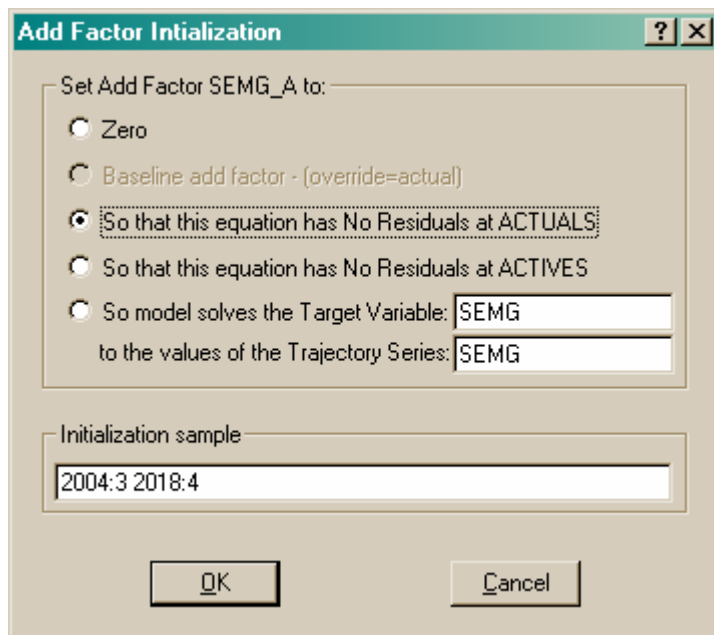 Add Factor Intialization
Set Add Factor SEMG_A to:
Zero
Baseline add factor - (override=actual)
So that this equation has No Residuals at ACTUALS
So that this equation has No Residuals at ACTIVES
So model solves the Target Variable: SEMG
to the values of the Trajectory Series: SEMG
Initialization sample
2004:3 2018:4
OK Cancel